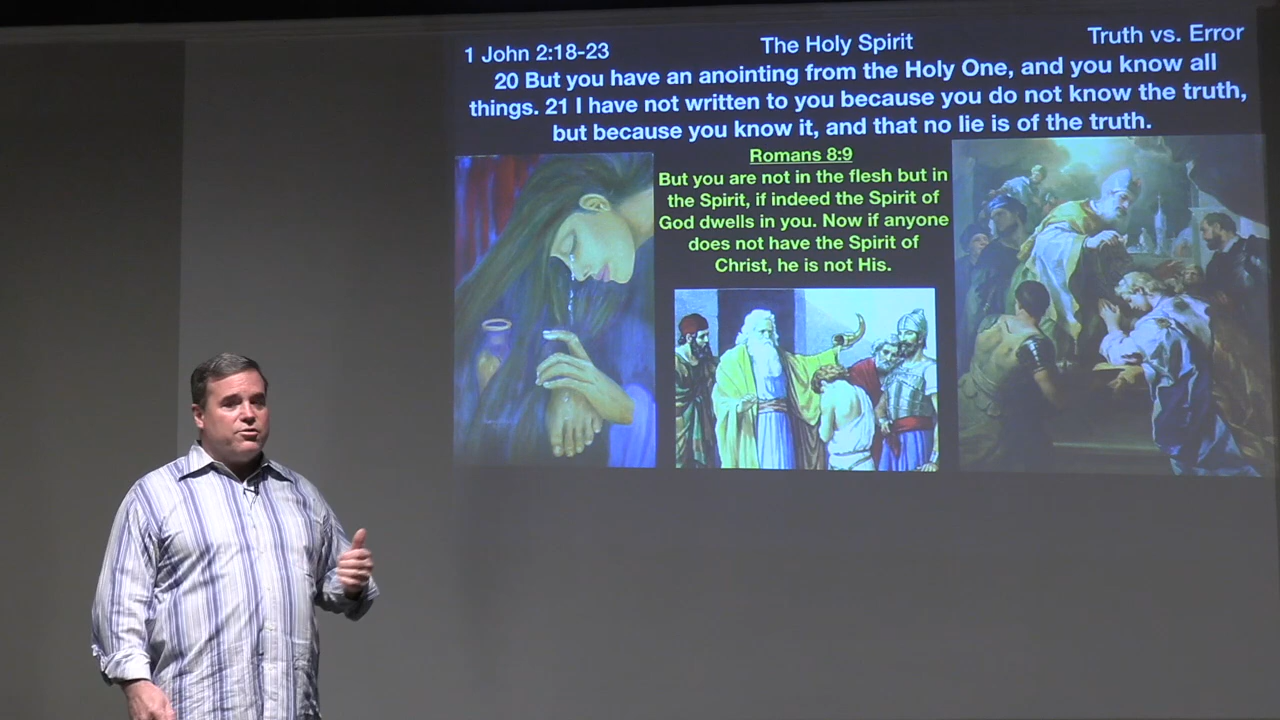 1 John 2:18-23
The Holy Spirit
Truth vs. Error
20 But you have an anointing from the Holy One, and you know all
things. 21 I have not written to you because you do not know the truth,
but because you know it, and that no lie is of the truth.
Romans 8:9
But you are not in the flesh but in
the Spirit, if indeed the Spirit of
God dwells in you. Now if anyone
does not have the Spirit of
Christ, he is not His.